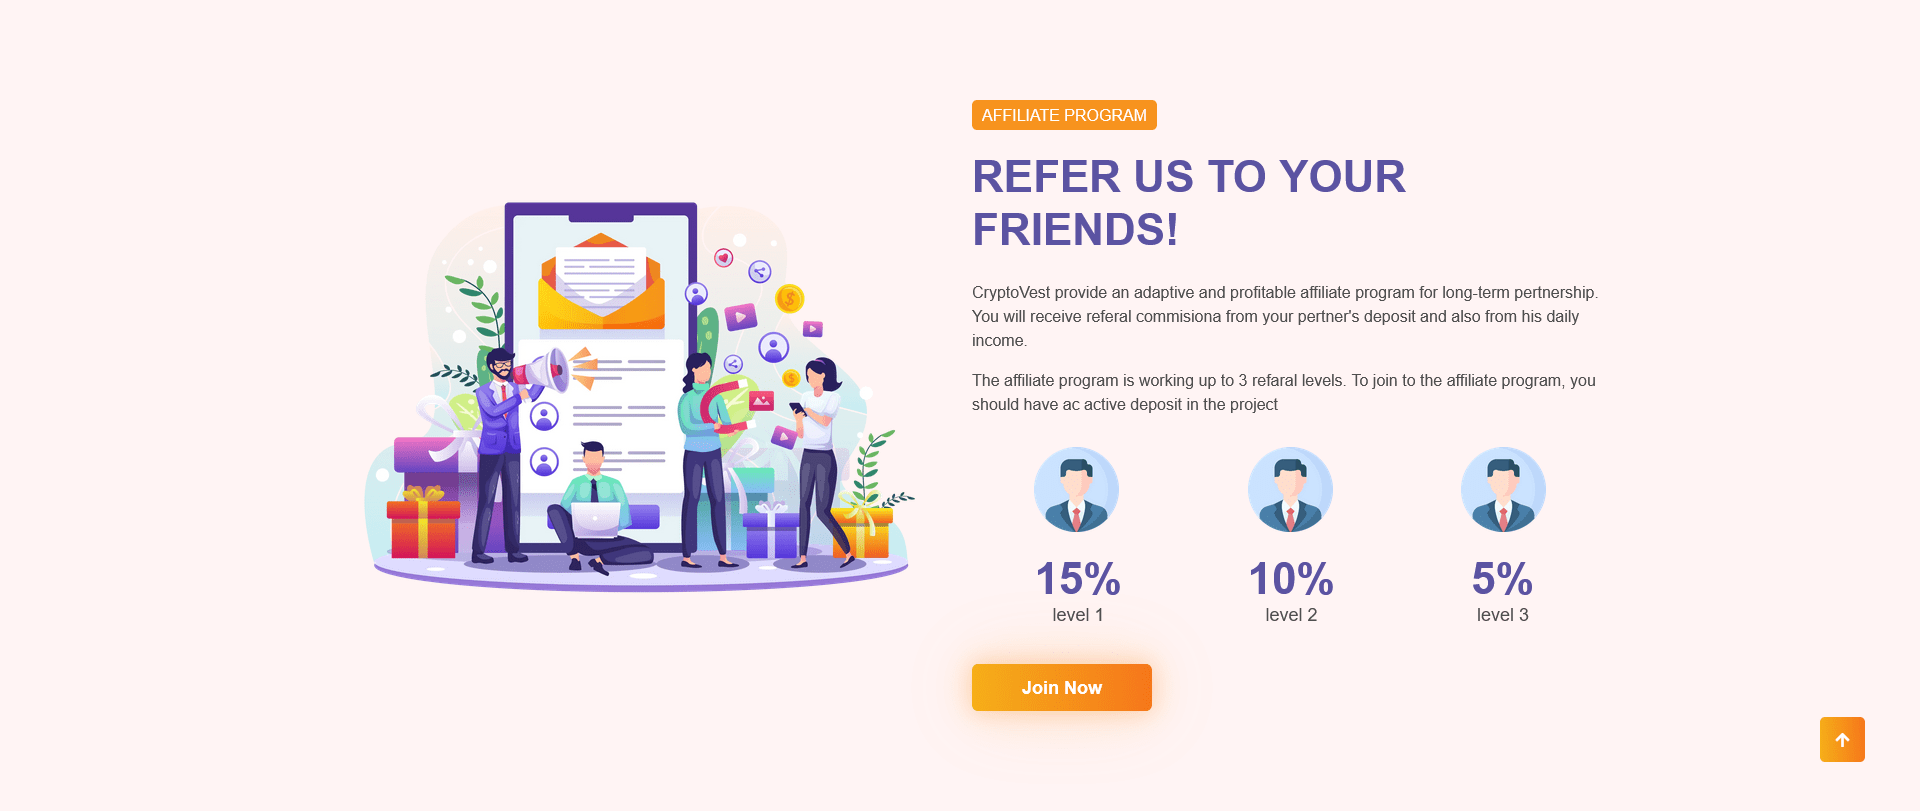 AFFILIATE PROGRAM
REFER US TO YOUR
FRIENDS!
CryptoVest provide an adaptive and profitable affiliate program for long-term pertnership.
You will receive referal commisiona from your pertner's deposit and also from his daily
income.
The affiliate program is working up to 3 refaral levels. To join to the affiliate program, you
should have ac active deposit in the project
15% 10% 5%
level 1 level 2 level 3
Join Now